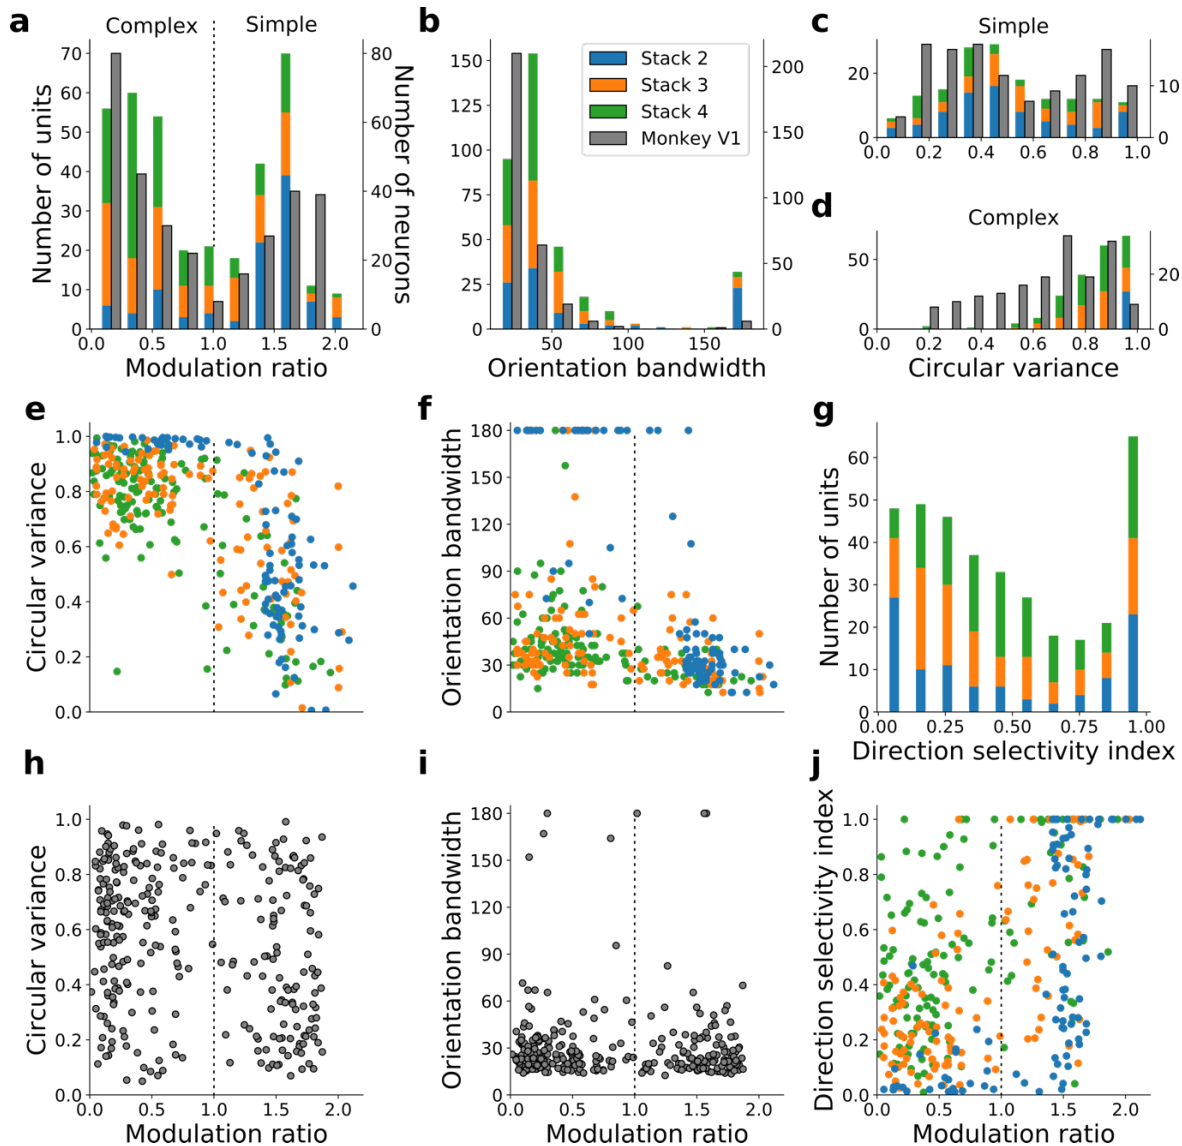 a
Complex
Simple
Number of units
70
60
50
40
30
20
10
0
80
60
40
20
0
Number of neurons
0.0 0.5 1.0 1.5 2.0
Modulation ratio
b
150
125
100
75
50
25
0
200
150
100
50
0
50 100 150
Orientation bandwidth
Stack 2
Stack 3
Stack 4
Monkey V1
c
Simple
20
0
10
0
0.0 0.2 0.4 0.6 0.8 1.0
d
Complex
50
0
20
0
0.0 0.2 0.4 0.6 0.8 1.0
Circular variance
e
Circular variance
1.0
0.8
0.6
0.4
0.2
0.0
f
Orientation bandwidth
180
150
120
90
60
30
0
g
Number of units
60
50
40
30
20
10
0
0.00 0.25 0.50 0.75 1.00
Direction selectivity index
h
Circular variance
1.0
0.8
0.6
0.4
0.2
0.0
0.0 0.5 1.0 1.5 2.0
Modulation ratio
i
Orientation bandwidth
180
150
120
90
60
30
0
0.0 0.5 1.0 1.5 2.0
Modulation ratio
j
Direction selectivity index
1.0
0.8
0.6
0.4
0.2
0.0
0.0 0.5 1.0 1.5 2.0
Modulation ratio